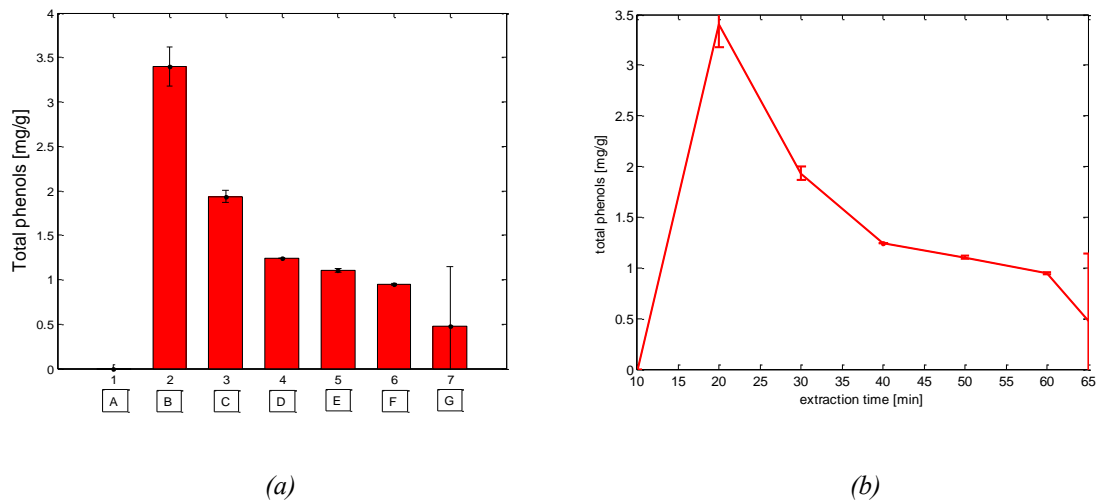 4
3.5
3
2.5
2
1.5
1
0.5
0
Total phenols [mg/g]
1 2 3 4 5 6 7
A B C D E F G
(a)
3.5
3
2.5
2
1.5
1
0.5
0
total phenols [mg/g]
10 15 20 25 30 35 40 45 50 55 60 65
extraction time [min]
(b)